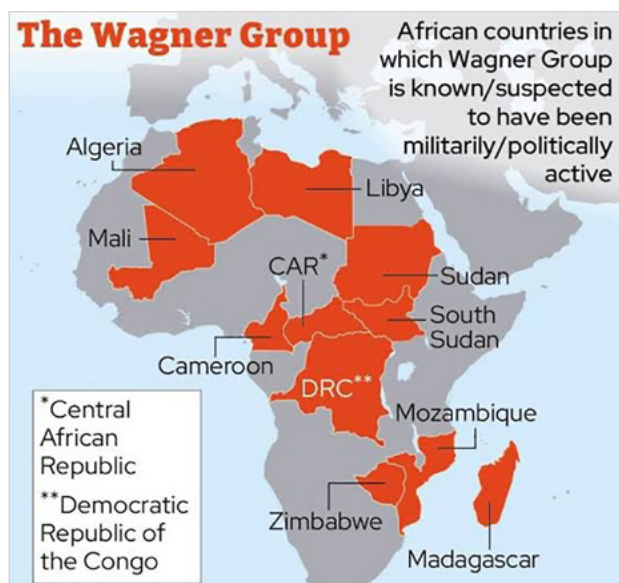 The Wagner Group
African countries in
which Wagner Group
is known/suspected
to have been
militarily/politically
active
Algeria
Libya
Mali
CAR*
Sudan
South
Sudan
Cameroon
DRC**
Mozambique
Zimbabwe
Madagascar
*Central
African
Republic
**Democratic
Republic of
the Congo